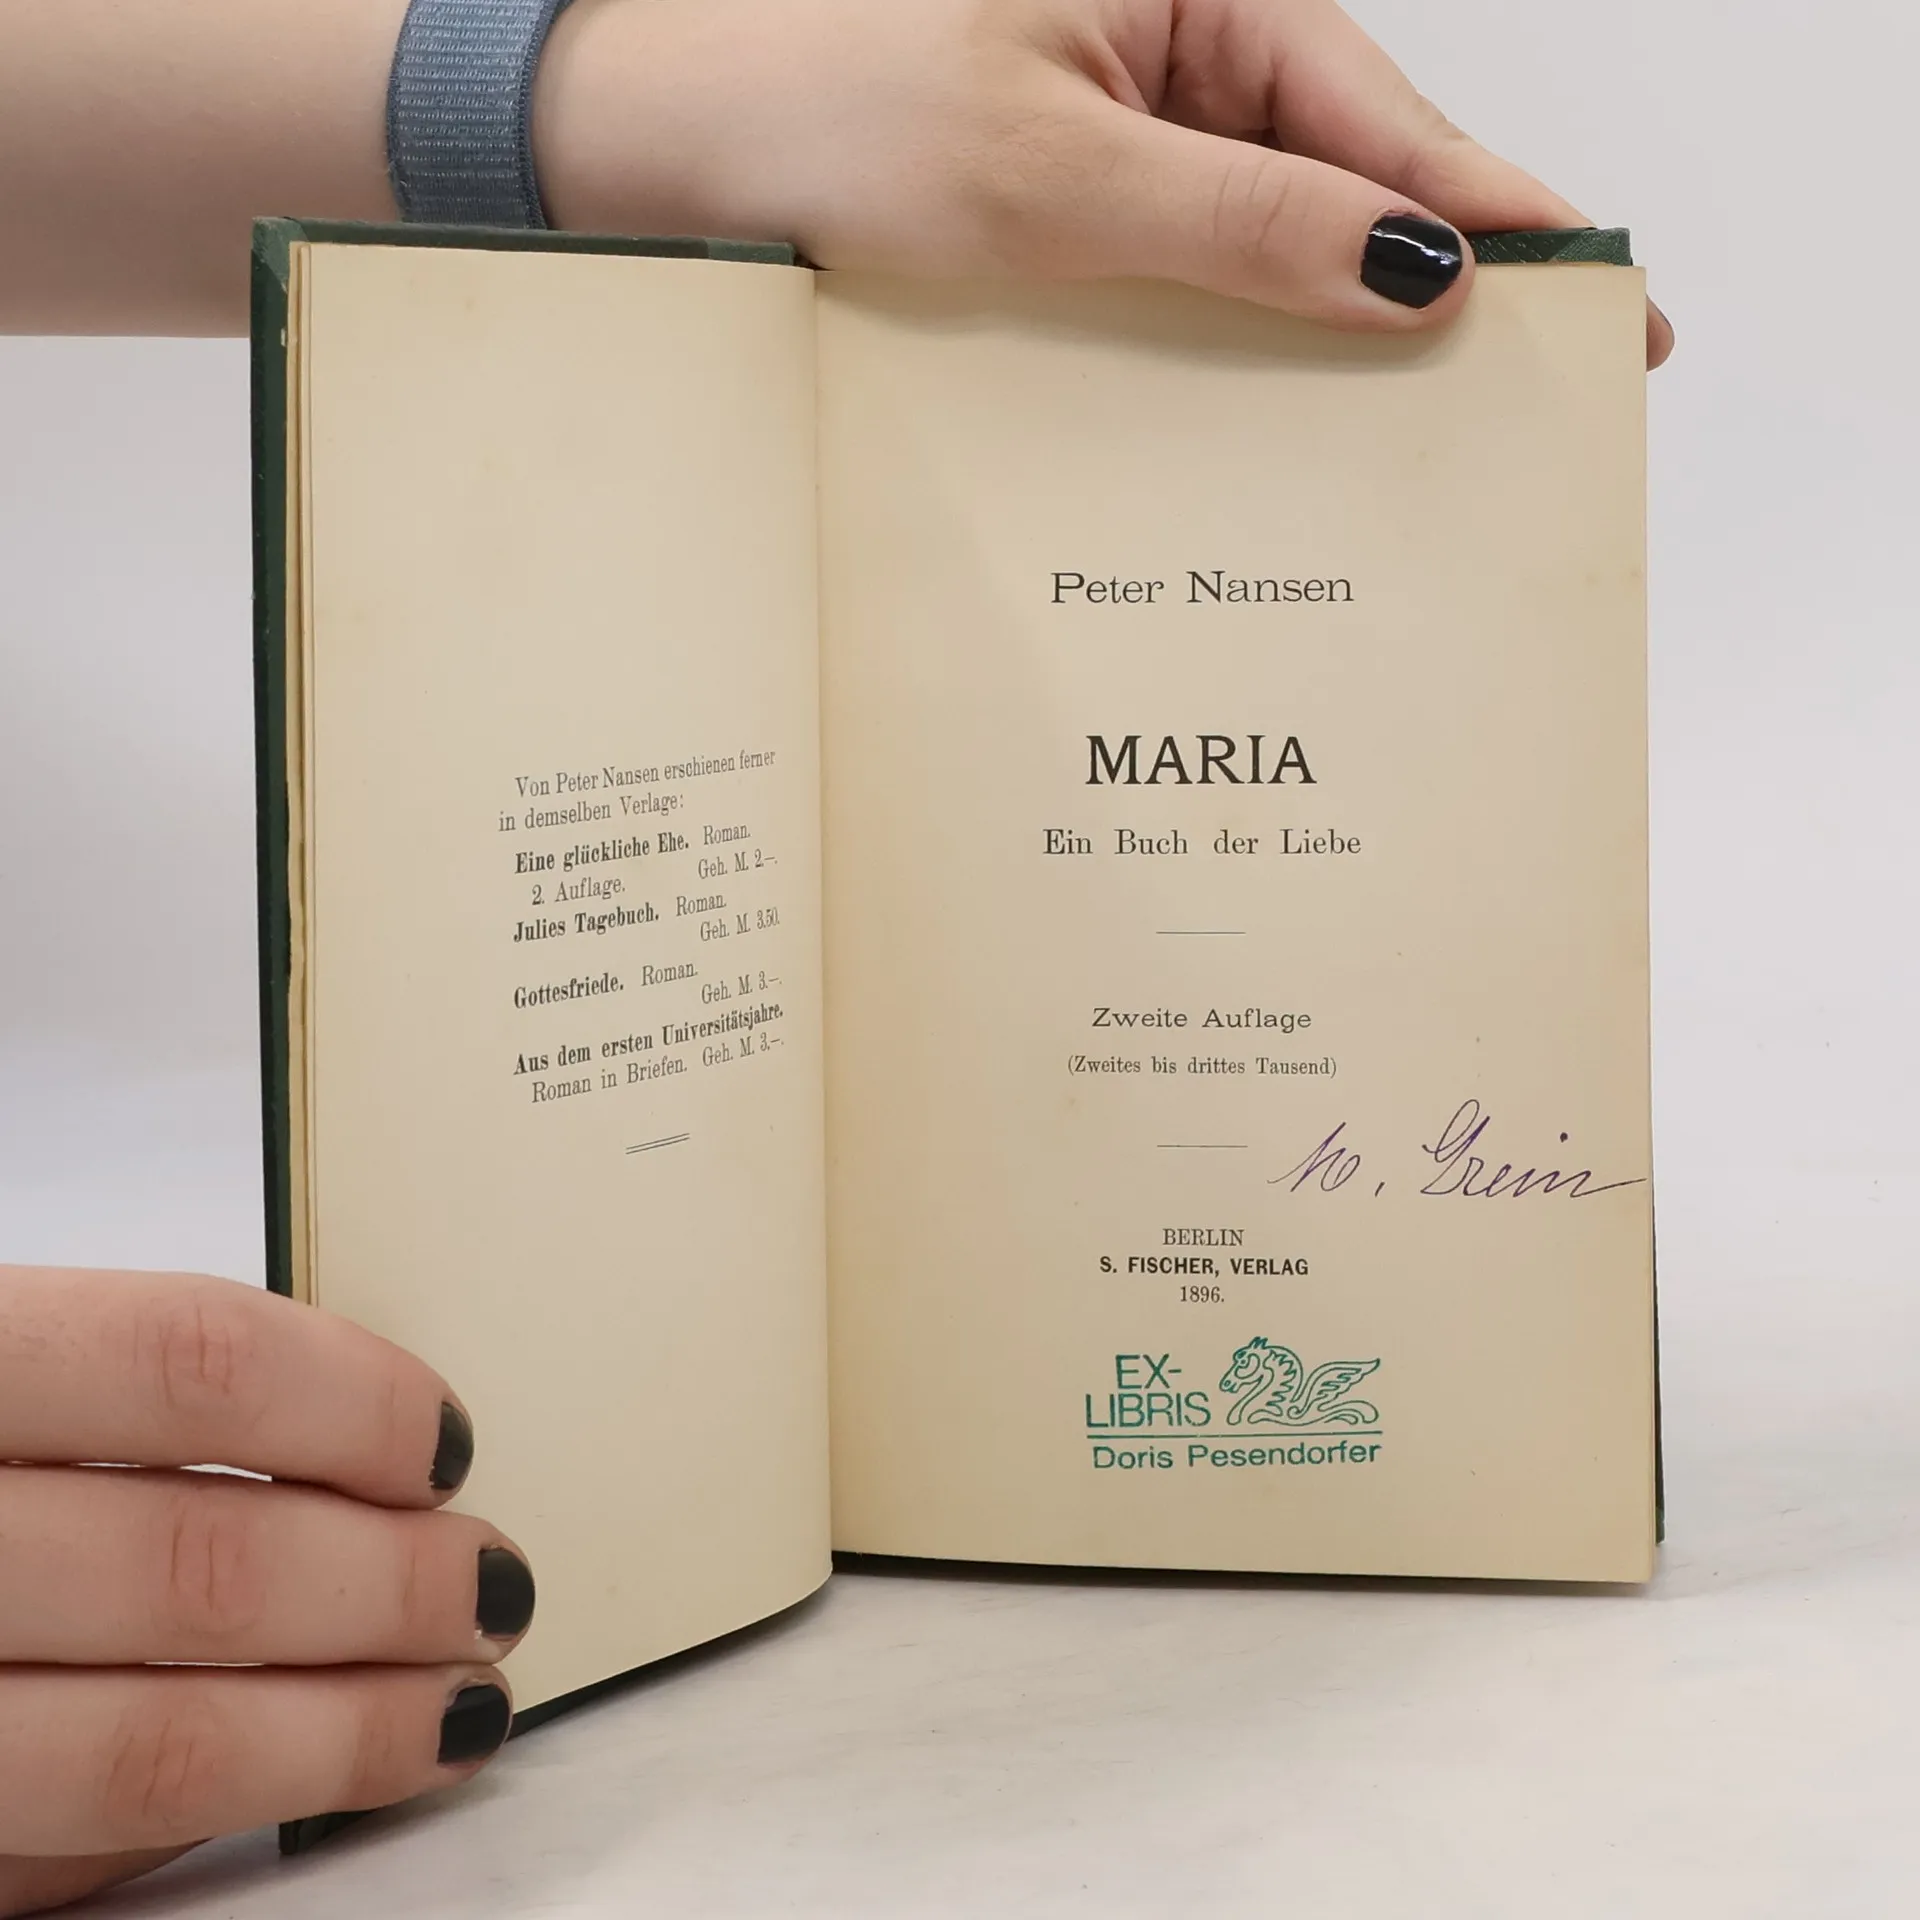 Von Peter Nansen erschienen ferner
in demselben Verlage:
Eine glückliche Ehe. Roman.
2. Auflage. Geh. M. 2—.
Julies Tagebuch. Roman.
Geh. M. 3.50.
Gottesfriede. Roman.
Geh. M. 3.—.
Aus dem ersten Universitätsjahre.
Roman in Briefen. Geh. M. 3.—.
Peter Nansen
MARIA
Ein Buch der Liebe
Zweite Auflage
(Zweites bis drittes Tausend)
Grein
BERLIN
S. FISCHER, VERLAG
1896.
EX-
LIBRIS
Doris Pesendorfer